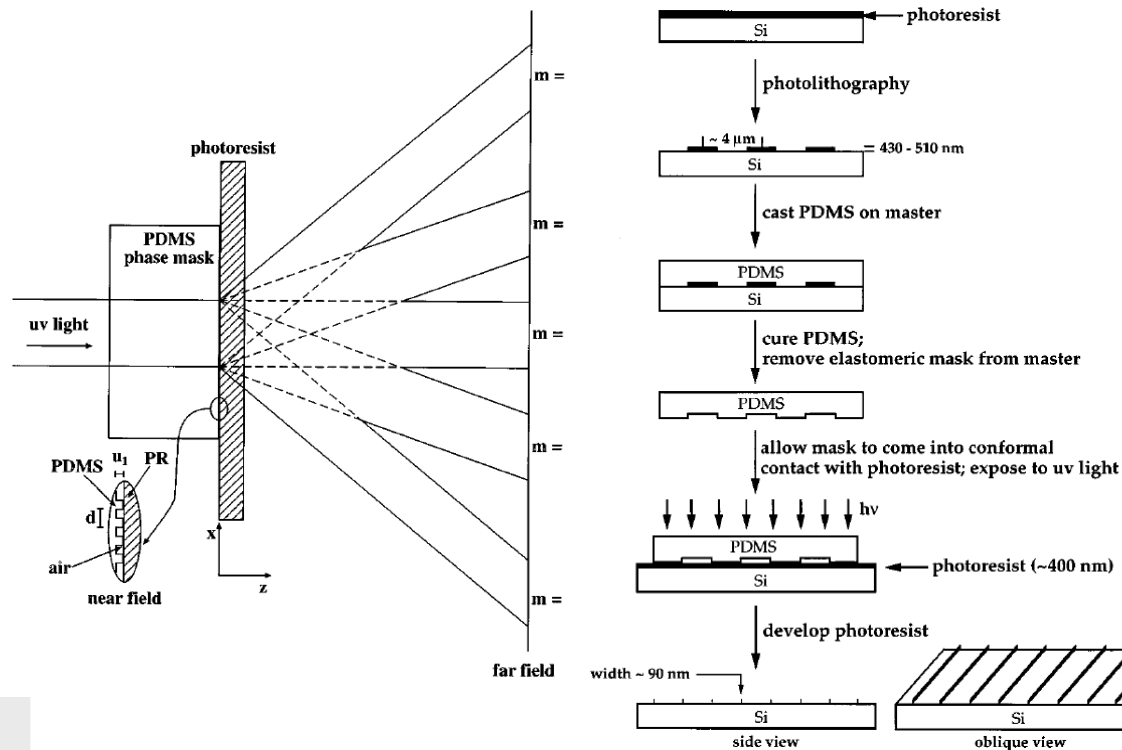 photoresist
PDMS
phase mask
uv light
m =
m =
m =
m =
m =
u1
PDMS
PR
d
air
near field
x
z
far field
photoresist
Si
photolithography
~ 4 μm
= 430 - 510 nm
Si
cast PDMS on master
PDMS
Si
cure PDMS;
remove elastomeric mask from master
PDMS
allow mask to come into conformal
contact with photoresist; expose to uv light
hν
PDMS
photoresist (~400 nm)
Si
develop photoresist
width ~ 90 nm
Si
side view
Si
oblique view